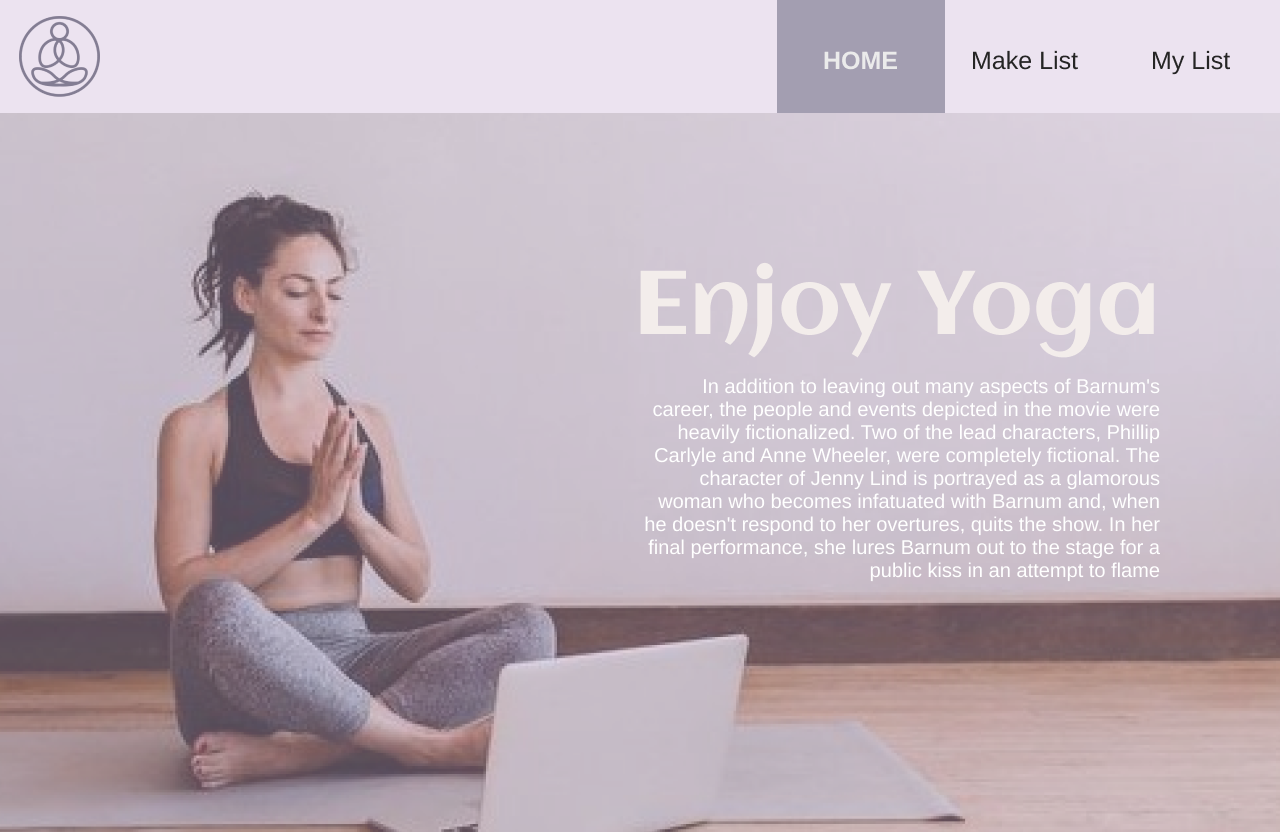 HOME
Make List
My List
Enjoy Yoga
In addition to leaving out many aspects of Barnum's
career, the people and events depicted in the movie were
heavily fictionalized. Two of the lead characters, Phillip
Carlyle and Anne Wheeler, were completely fictional. The
character of Jenny Lind is portrayed as a glamorous
woman who becomes infatuated with Barnum and, when
he doesn't respond to her overtures, quits the show. In her
final performance, she lures Barnum out to the stage for a
public kiss in an attempt to flame